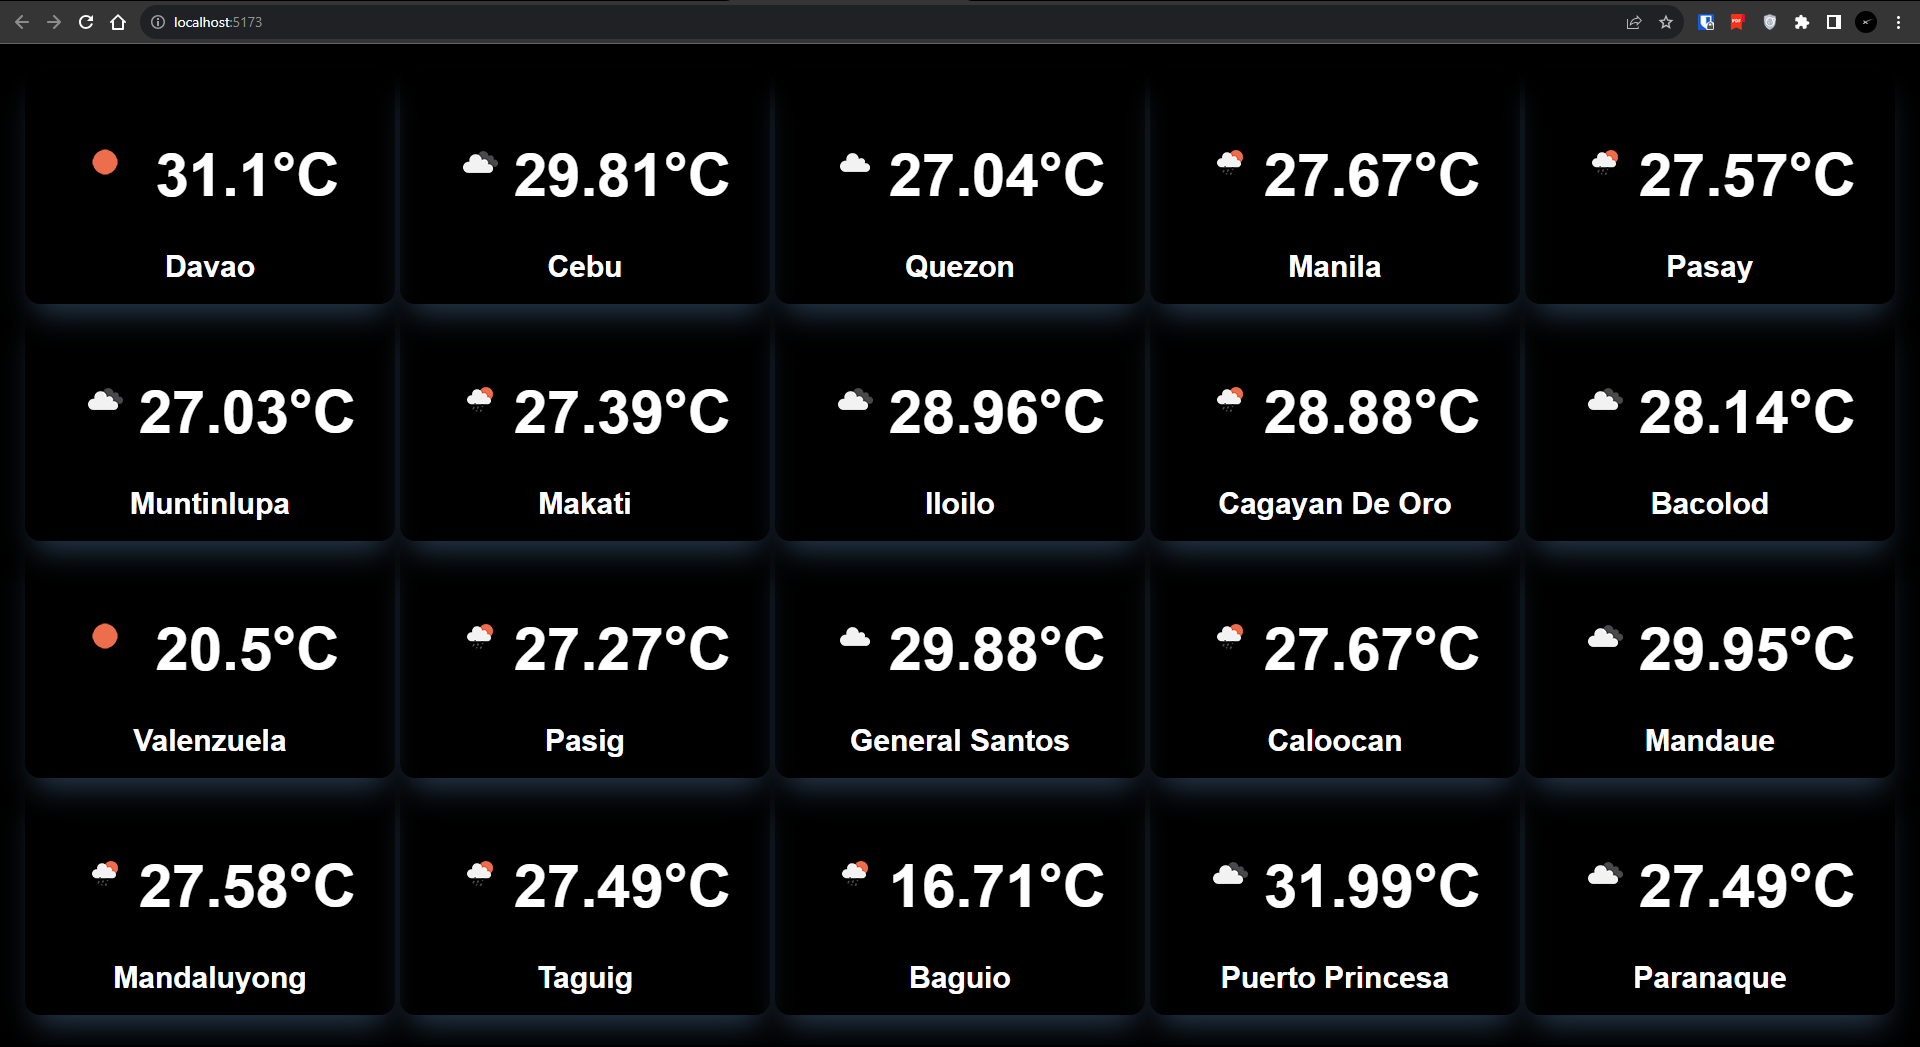 localhost:5173
31.1°C
Davao
29.81°C
Cebu
27.04°C
Quezon
27.67°C
Manila
27.57°C
Pasay
27.03°C
Muntinlupa
27.39°C
Makati
28.96°C
Iloilo
28.88°C
Cagayan De Oro
28.14°C
Bacolod
20.5°C
Valenzuela
27.27°C
Pasig
29.88°C
General Santos
27.67°C
Caloocan
29.95°C
Mandaue
27.58°C
Mandaluyong
27.49°C
Taguig
16.71°C
Baguio
31.99°C
Puerto Princesa
27.49°C
Paranaque